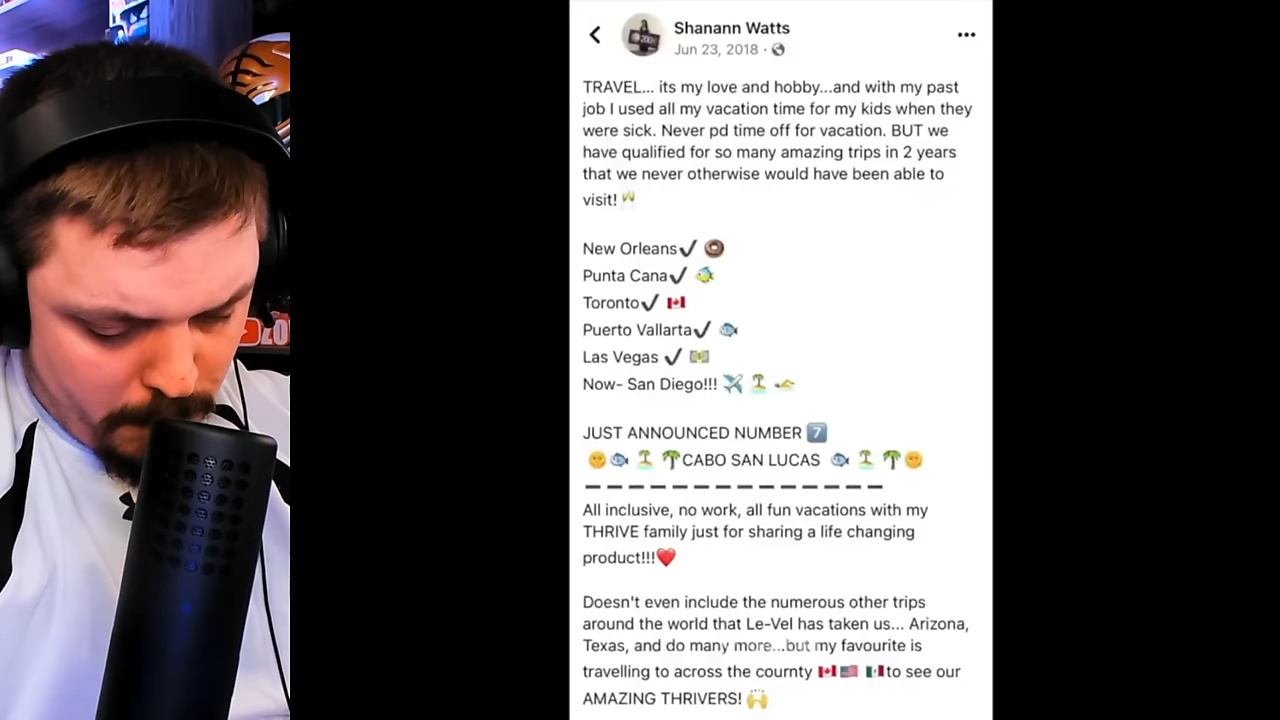 Shanann Watts
Jun 23, 2018 ·
TRAVEL... its my love and hobby...and with my past
job I used all my vacation time for my kids when they
were sick. Never pd time off for vacation. BUT we
have qualified for so many amazing trips in 2 years
that we never otherwise would have been able to
visit! 🥂
New Orleans✔️ 🍩
Punta Cana✔️ 🐠
Toronto✔️ 🇨🇦
Puerto Vallarta✔️ 🐟
Las Vegas ✔️ 💵
Now- San Diego!!! ✈️ 🏝 🏊
JUST ANNOUNCED NUMBER 7️⃣
🌞🐟 🏝 🌴CABO SAN LUCAS 🐟 🏝 🌴🌞
➖➖➖➖➖➖➖➖➖➖➖➖➖➖
All inclusive, no work, all fun vacations with my
THRIVE family just for sharing a life changing
product!!!❤️
Doesn't even include the numerous other trips
around the world that Le-Vel has taken us... Arizona,
Texas, and do many more...but my favourite is
travelling to across the counrty 🇨🇦🇺🇸 🇲🇽to see our
AMAZING THRIVERS! 🙌